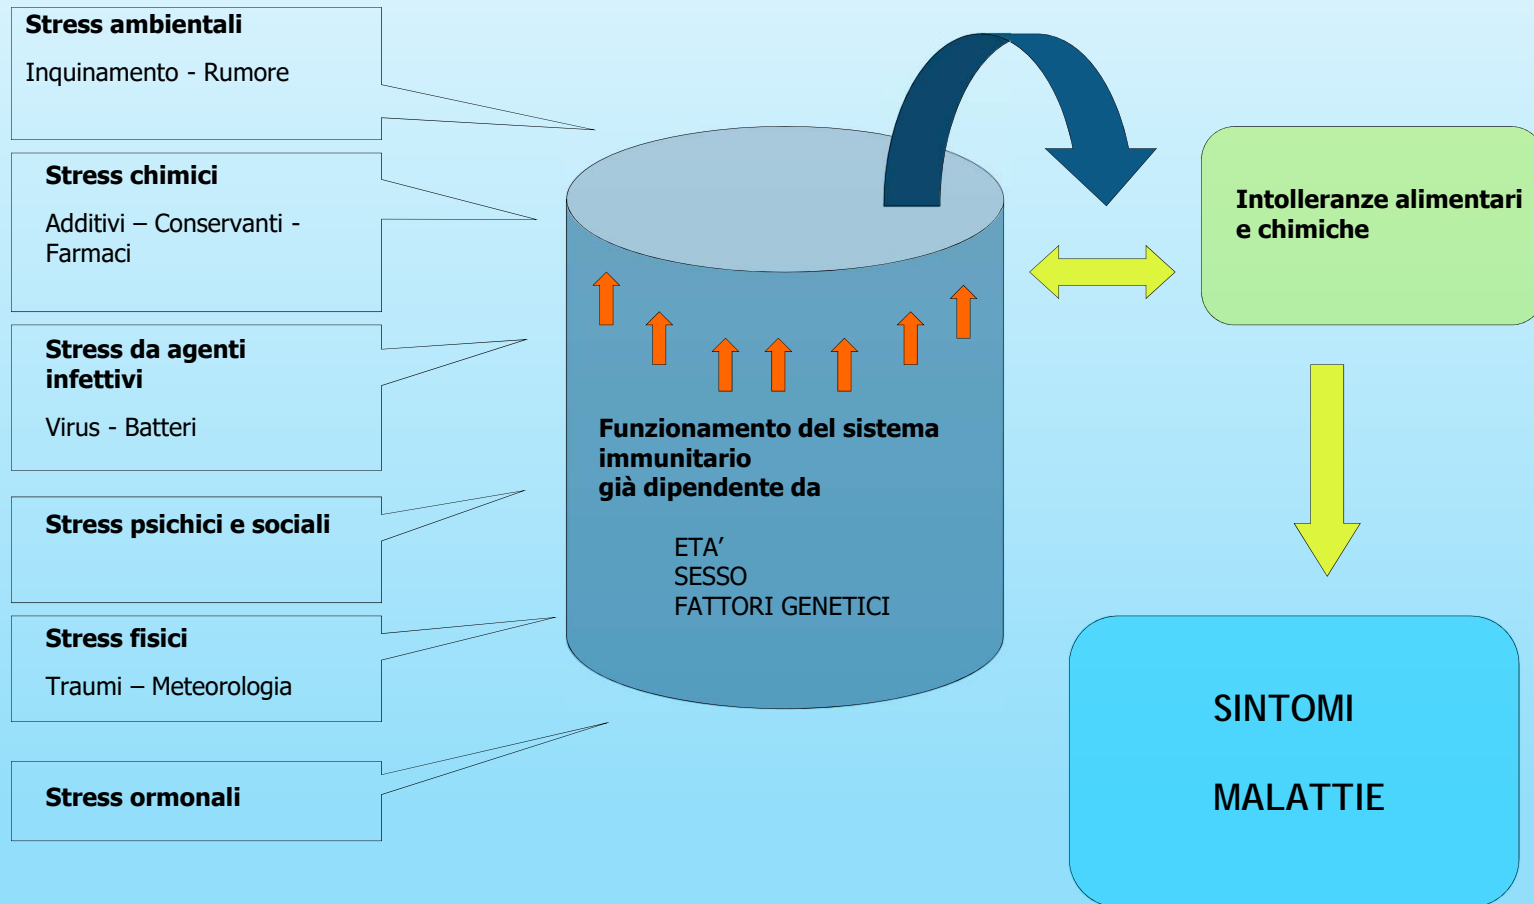 Stress ambientali
Inquinamento - Rumore
Stress chimici
Additivi – Conservanti -
Farmaci
Stress da agenti
infettivi
Virus - Batteri
Stress psichici e sociali
Stress fisici
Traumi – Meteorologia
Stress ormonali
Funzionamento del sistema
immunitario
già dipendente da
ETA’
SESSO
FATTORI GENETICI
Intolleranze alimentari
e chimiche
SINTOMI
MALATTIE